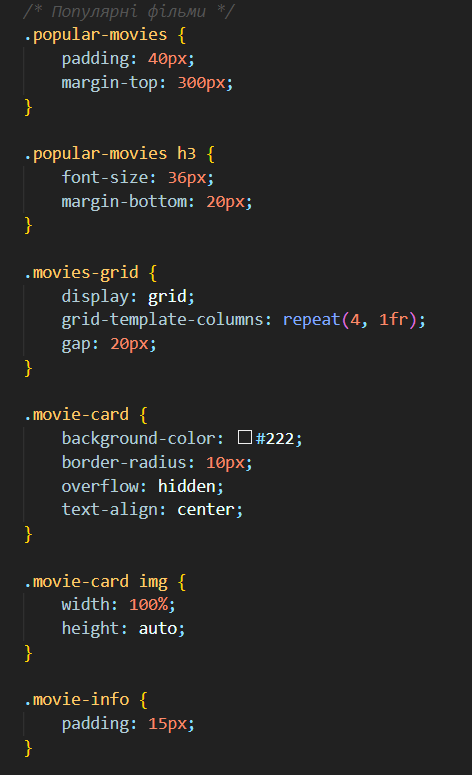 /* Популярні фільми */
.popular-movies {
padding: 40px;
margin-top: 300px;
}
.popular-movies h3 {
font-size: 36px;
margin-bottom: 20px;
}
.movies-grid {
display: grid;
grid-template-columns: repeat(4, 1fr);
gap: 20px;
}
.movie-card {
background-color: #222;
border-radius: 10px;
overflow: hidden;
text-align: center;
}
.movie-card img {
width: 100%;
height: auto;
}
.movie-info {
padding: 15px;
}